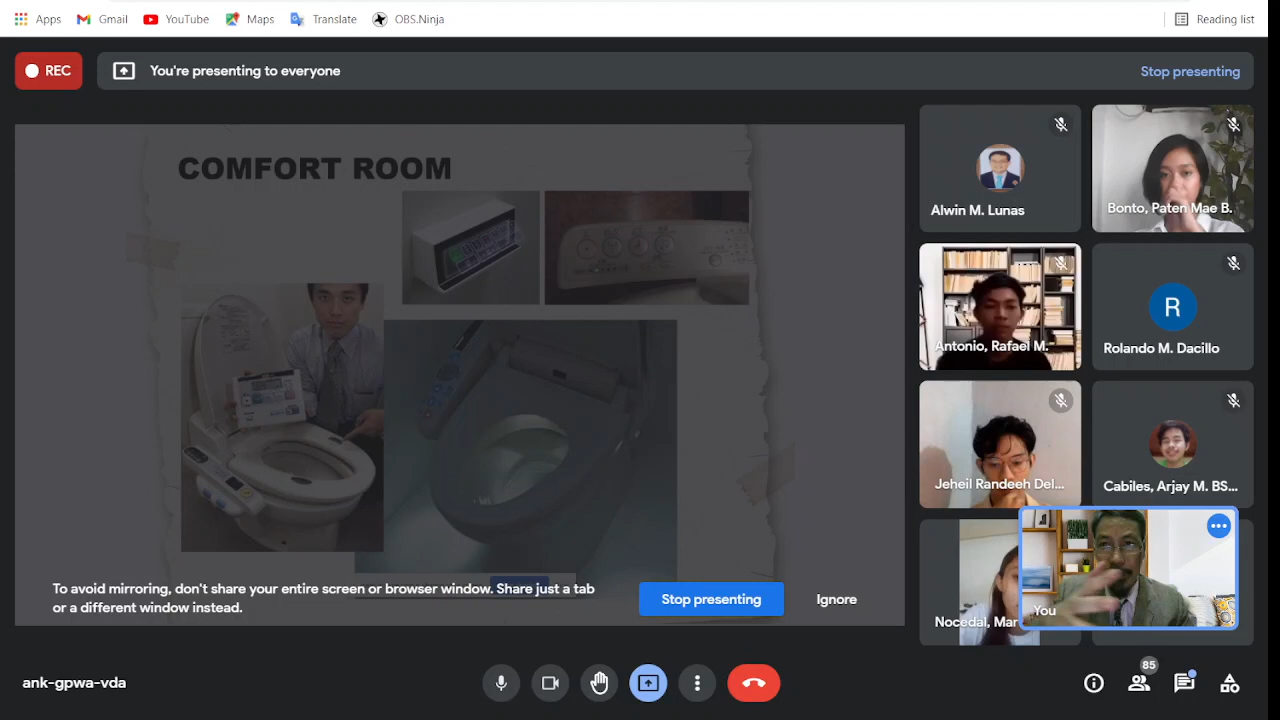 Apps
Gmail
YouTube
Maps
Translate
OBS.Ninja
Reading list
REC
You're presenting to everyone
Stop presenting
COMFORT ROOM
Alwin M. Lunas
Bonto, Paten Mae B.
Antonio, Rafael M.
Rolando M. Dacillo
R
Jeheil Randeeh Del...
Cabiles, Arjay M. BS...
Nocedal, Mar
You
To avoid mirroring, don't share your entire screen or browser window. Share just a tab
or a different window instead.
Stop presenting
Ignore
ank-gpwa-vda
85